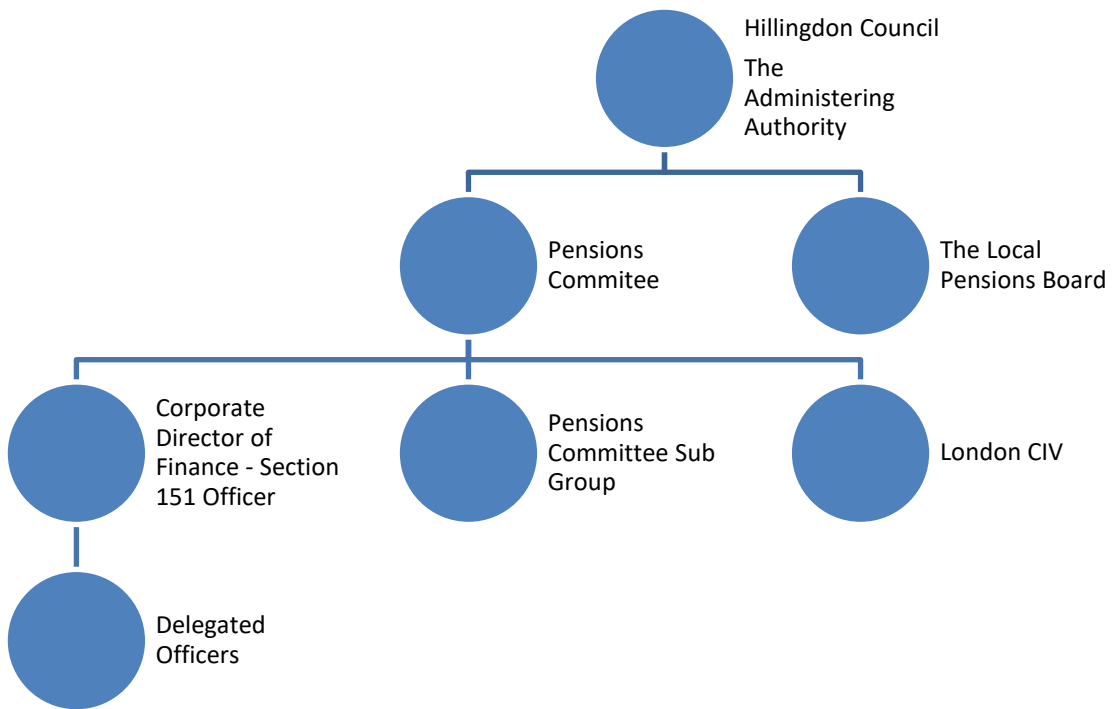 Hillingdon Council
The
Administering
Authority
Pensions
Commitee
The Local
Pensions Board
Corporate
Director of
Finance - Section
151 Officer
Pensions
Committee Sub
Group
London CIV
Delegated
Officers